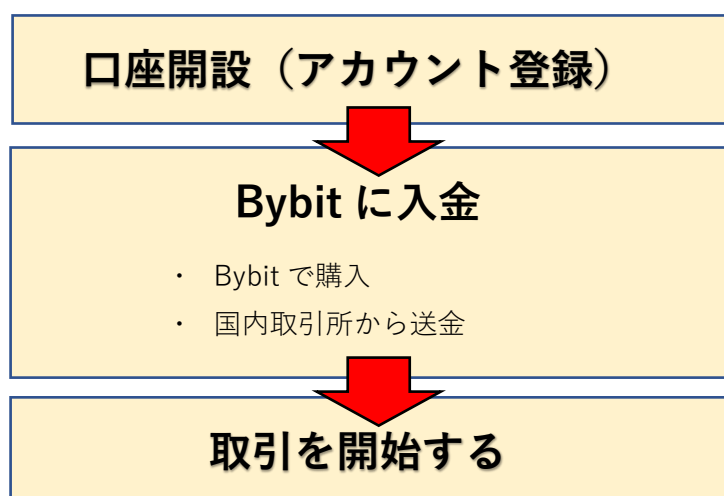 口座開設（アカウント登録）
Bybit に入金
・ Bybit で購入
・ 国内取引所から送金
取引を開始する